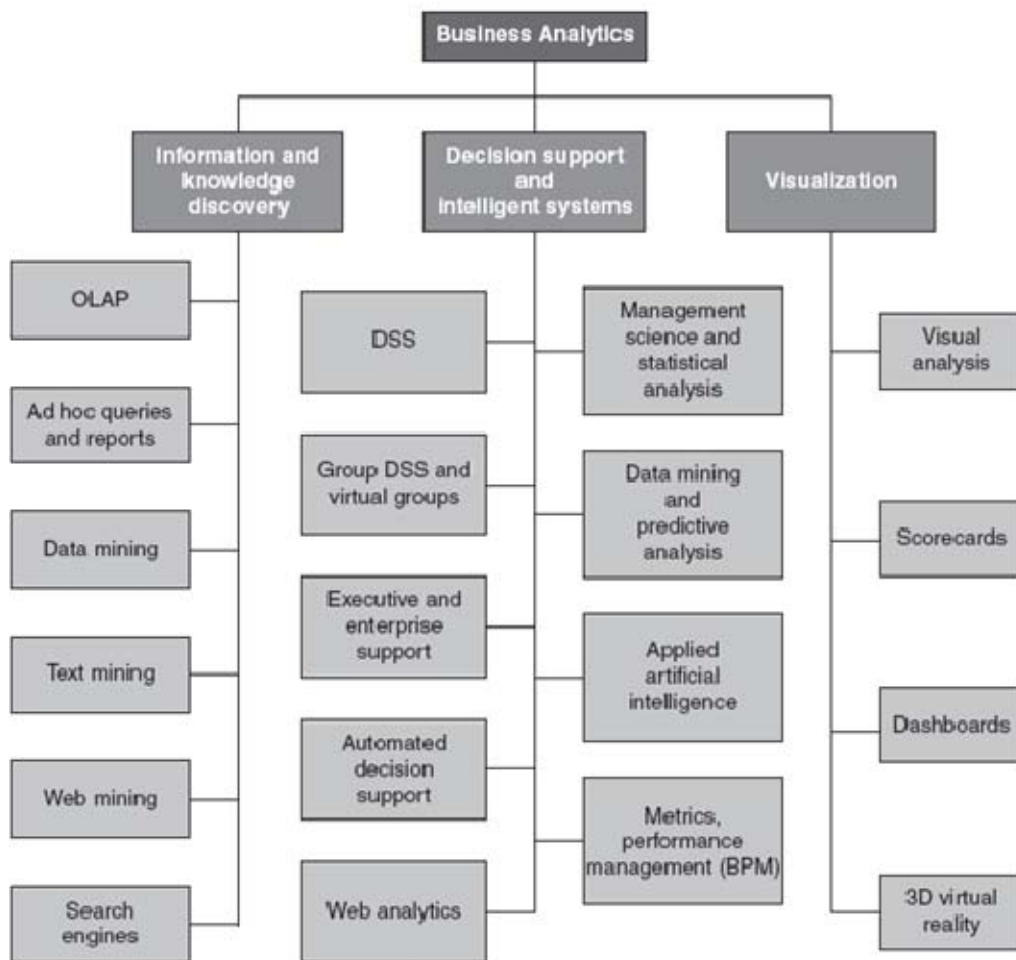 Business Analytics
Information and
knowledge
discovery
Decision support
and
intelligent systems
Visualization
OLAP
Ad hoc queries
and reports
Data mining
Text mining
Web mining
Search
engines
DSS
Group DSS and
virtual groups
Executive and
enterprise
support
Automated
decision
support
Web analytics
Management
science and
statistical
analysis
Data mining
and
predictive
analysis
Applied
artificial
intelligence
Metrics,
performance
management (BPM)
Visual
analysis
Scorecards
Dashboards
3D virtual
reality